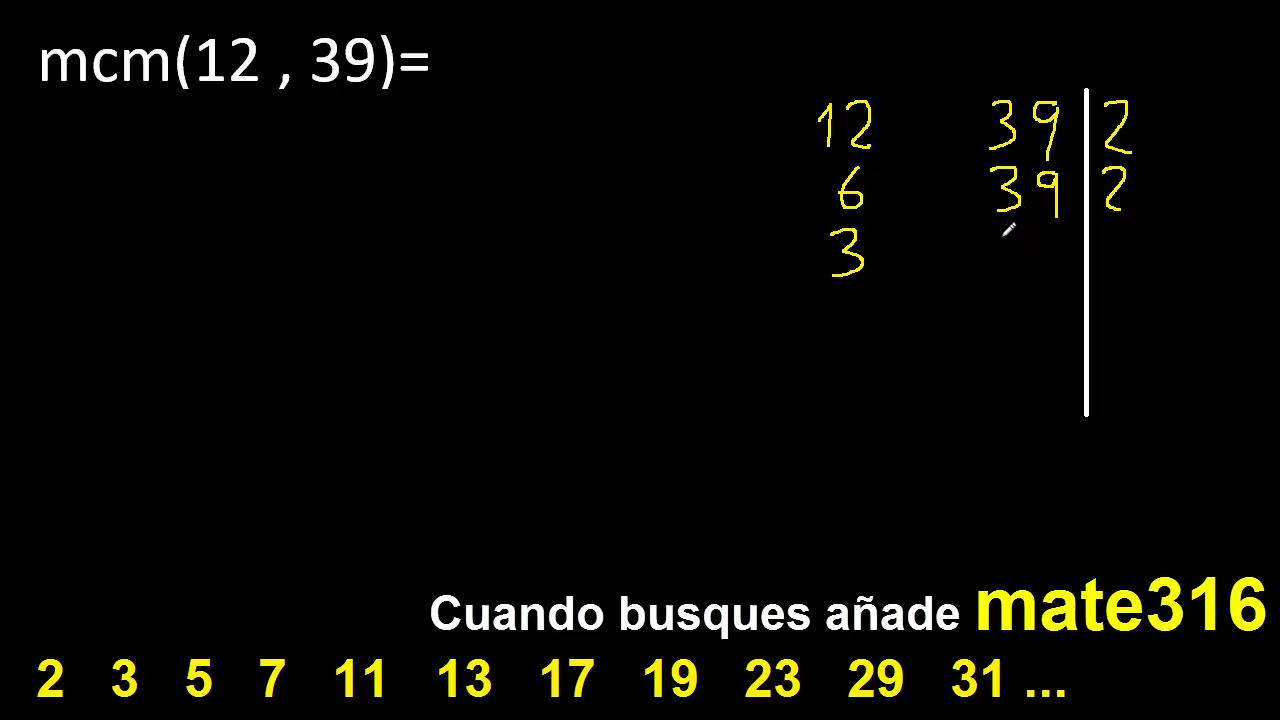 mcm(12 , 39)=
12 39 2
6 39 2
3
Cuando busques añade mate316
2 3 5 7 11 13 17 19 23 29 31 ...